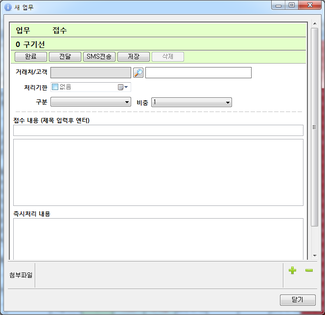 새 업무
업무 접수
0 구기선
완료 전달 SMS전송 저장 삭제
거래처/고객
처리기한 없음
구분 비중 1
접수 내용 (제목 입력후 엔터)
즉시처리 내용
첨부파일
닫기